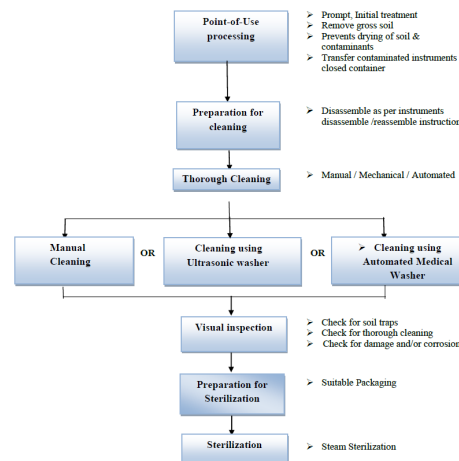 Point-of-Use
processing
➢ Prompt, Initial treatment
➢ Remove gross soil
➢ Prevents drying of soil &
contaminants
➢ Transfer contaminated instruments
closed container
Preparation for
cleaning
➢ Disassemble as per instruments
disassemble /reassemble instruction
Thorough Cleaning
➢ Manual / Mechanical / Automated
Manual
Cleaning
OR
Cleaning using
Ultrasonic washer
OR
➢ Cleaning using
Automated Medical
Washer
Visual inspection
➢ Check for soil traps
➢ Check for thorough cleaning
➢ Check for damage and/or corrosion
Preparation for
Sterilization
➢ Suitable Packaging
Sterilization
➢ Steam Sterilization